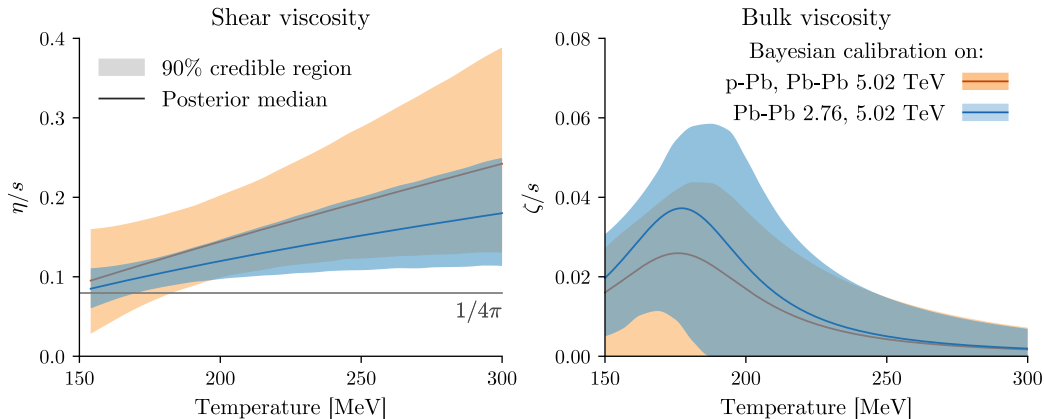 Shear viscosity
0.4
0.3
0.2
0.1
0.0
η/s
90% credible region
Posterior median
1/4π
150
200
250
300
Temperature [MeV]
Bulk viscosity
0.08
0.06
0.04
0.02
0.00
ζ/s
Bayesian calibration on:
p-Pb, Pb-Pb 5.02 TeV
Pb-Pb 2.76, 5.02 TeV
150
200
250
300
Temperature [MeV]